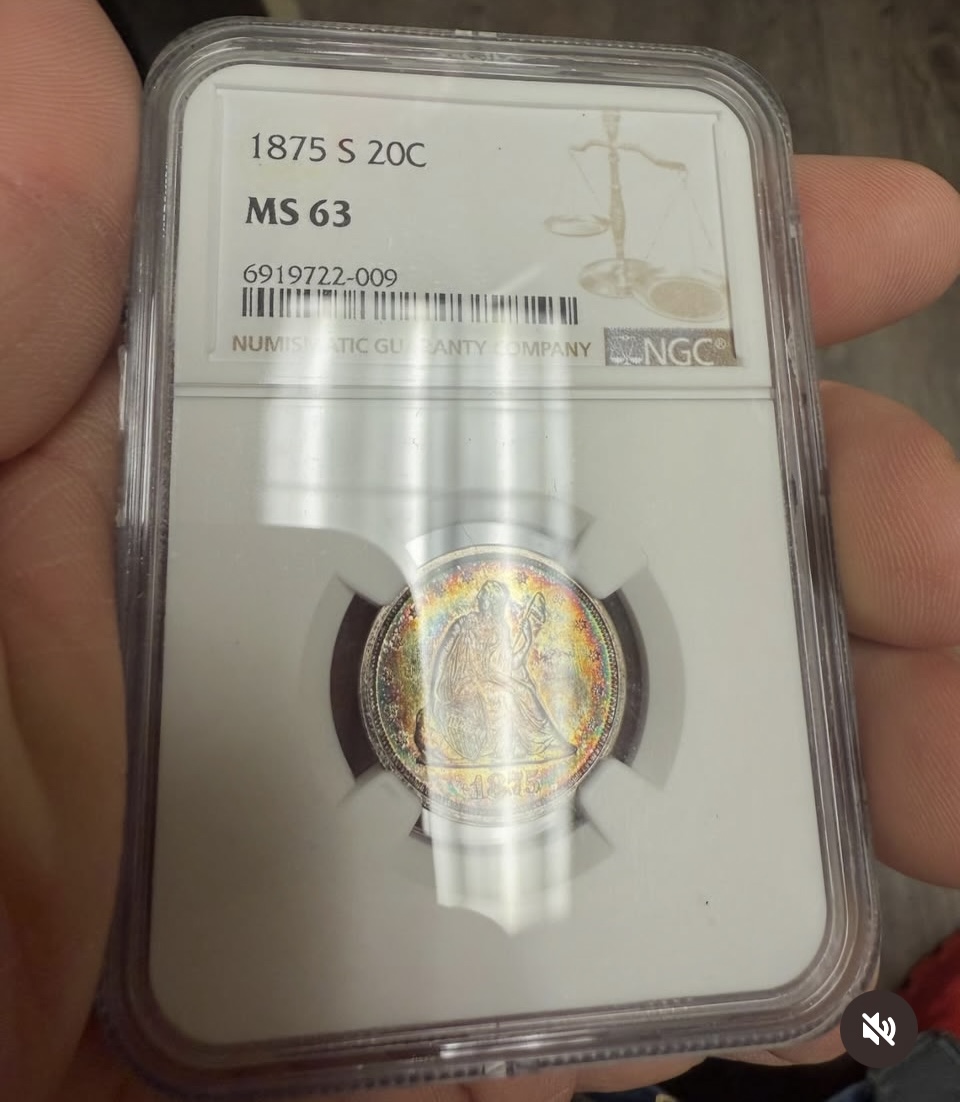 1875 S 20C
MS 63
6919722-009
NUMISMATIC GUARANTY COMPANY
NGC®
1875